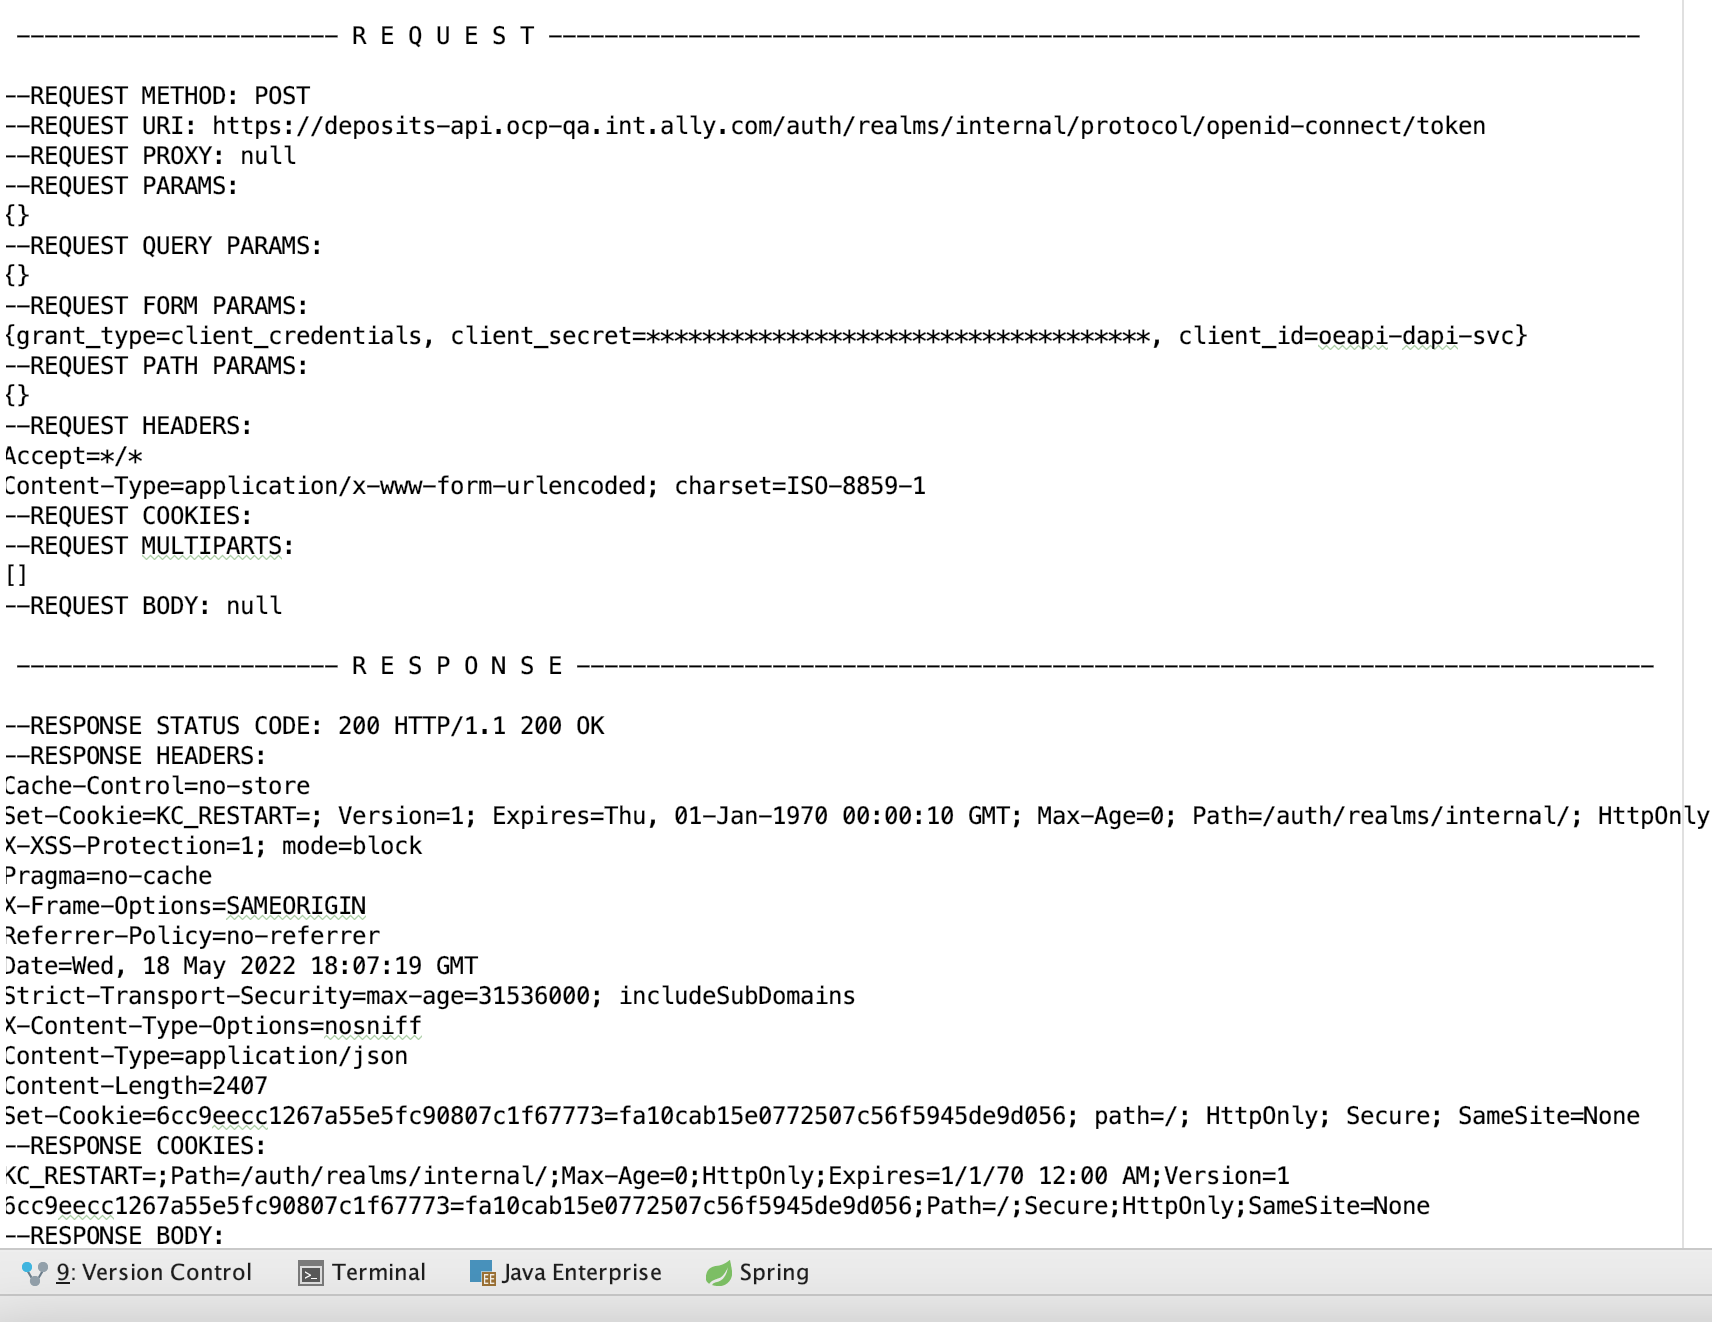 ----------------------- R E Q U E S T ------------------------------------------------------------------------------
--REQUEST METHOD: POST
--REQUEST URI: https://deposits-api.ocp-qa.int.ally.com/auth/realms/internal/protocol/openid-connect/token
--REQUEST PROXY: null
--REQUEST PARAMS:
{}
--REQUEST QUERY PARAMS:
{}
--REQUEST FORM PARAMS:
{grant_type=client_credentials, client_secret=************************************, client_id=oeapi-dapi-svc}
--REQUEST PATH PARAMS:
{}
--REQUEST HEADERS:
Accept=*/*
Content-Type=application/x-www-form-urlencoded; charset=ISO-8859-1
--REQUEST COOKIES:
--REQUEST MULTIPARTS:
[]
--REQUEST BODY: null
----------------------- R E S P O N S E -----------------------------------------------------------------------------
--RESPONSE STATUS CODE: 200 HTTP/1.1 200 OK
--RESPONSE HEADERS:
Cache-Control=no-store
Set-Cookie=KC_RESTART=; Version=1; Expires=Thu, 01-Jan-1970 00:00:10 GMT; Max-Age=0; Path=/auth/realms/internal/; HttpOnly
X-XSS-Protection=1; mode=block
Pragma=no-cache
X-Frame-Options=SAMEORIGIN
Referrer-Policy=no-referrer
Date=Wed, 18 May 2022 18:07:19 GMT
Strict-Transport-Security=max-age=31536000; includeSubDomains
X-Content-Type-Options=nosniff
Content-Type=application/json
Content-Length=2407
Set-Cookie=6cc9eecc1267a55e5fc90807c1f67773=fa10cab15e0772507c56f5945de9d056; path=/; HttpOnly; Secure; SameSite=None
--RESPONSE COOKIES:
KC_RESTART=;Path=/auth/realms/internal/;Max-Age=0;HttpOnly;Expires=1/1/70 12:00 AM;Version=1
6cc9eecc1267a55e5fc90807c1f67773=fa10cab15e0772507c56f5945de9d056;Path=/;Secure;HttpOnly;SameSite=None
--RESPONSE BODY:
9: Version Control Terminal Java Enterprise Spring